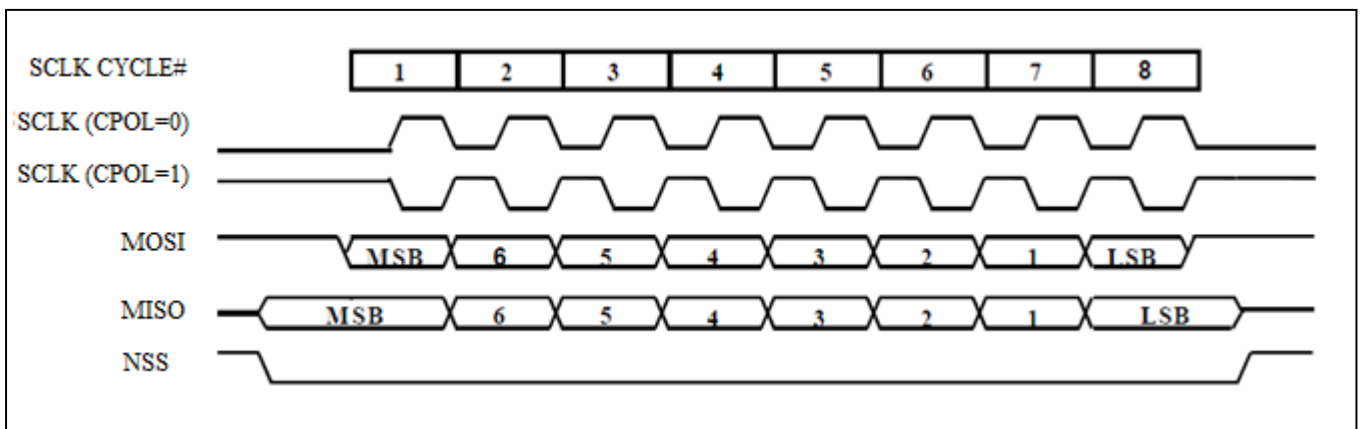 SCLK CYCLE# 1 2 3 4 5 6 7 8
SCLK (CPOL=0)
SCLK (CPOL=1)
MOSI MSB 6 5 4 3 2 1 LSB
MISO MSB 6 5 4 3 2 1 LSB
NSS